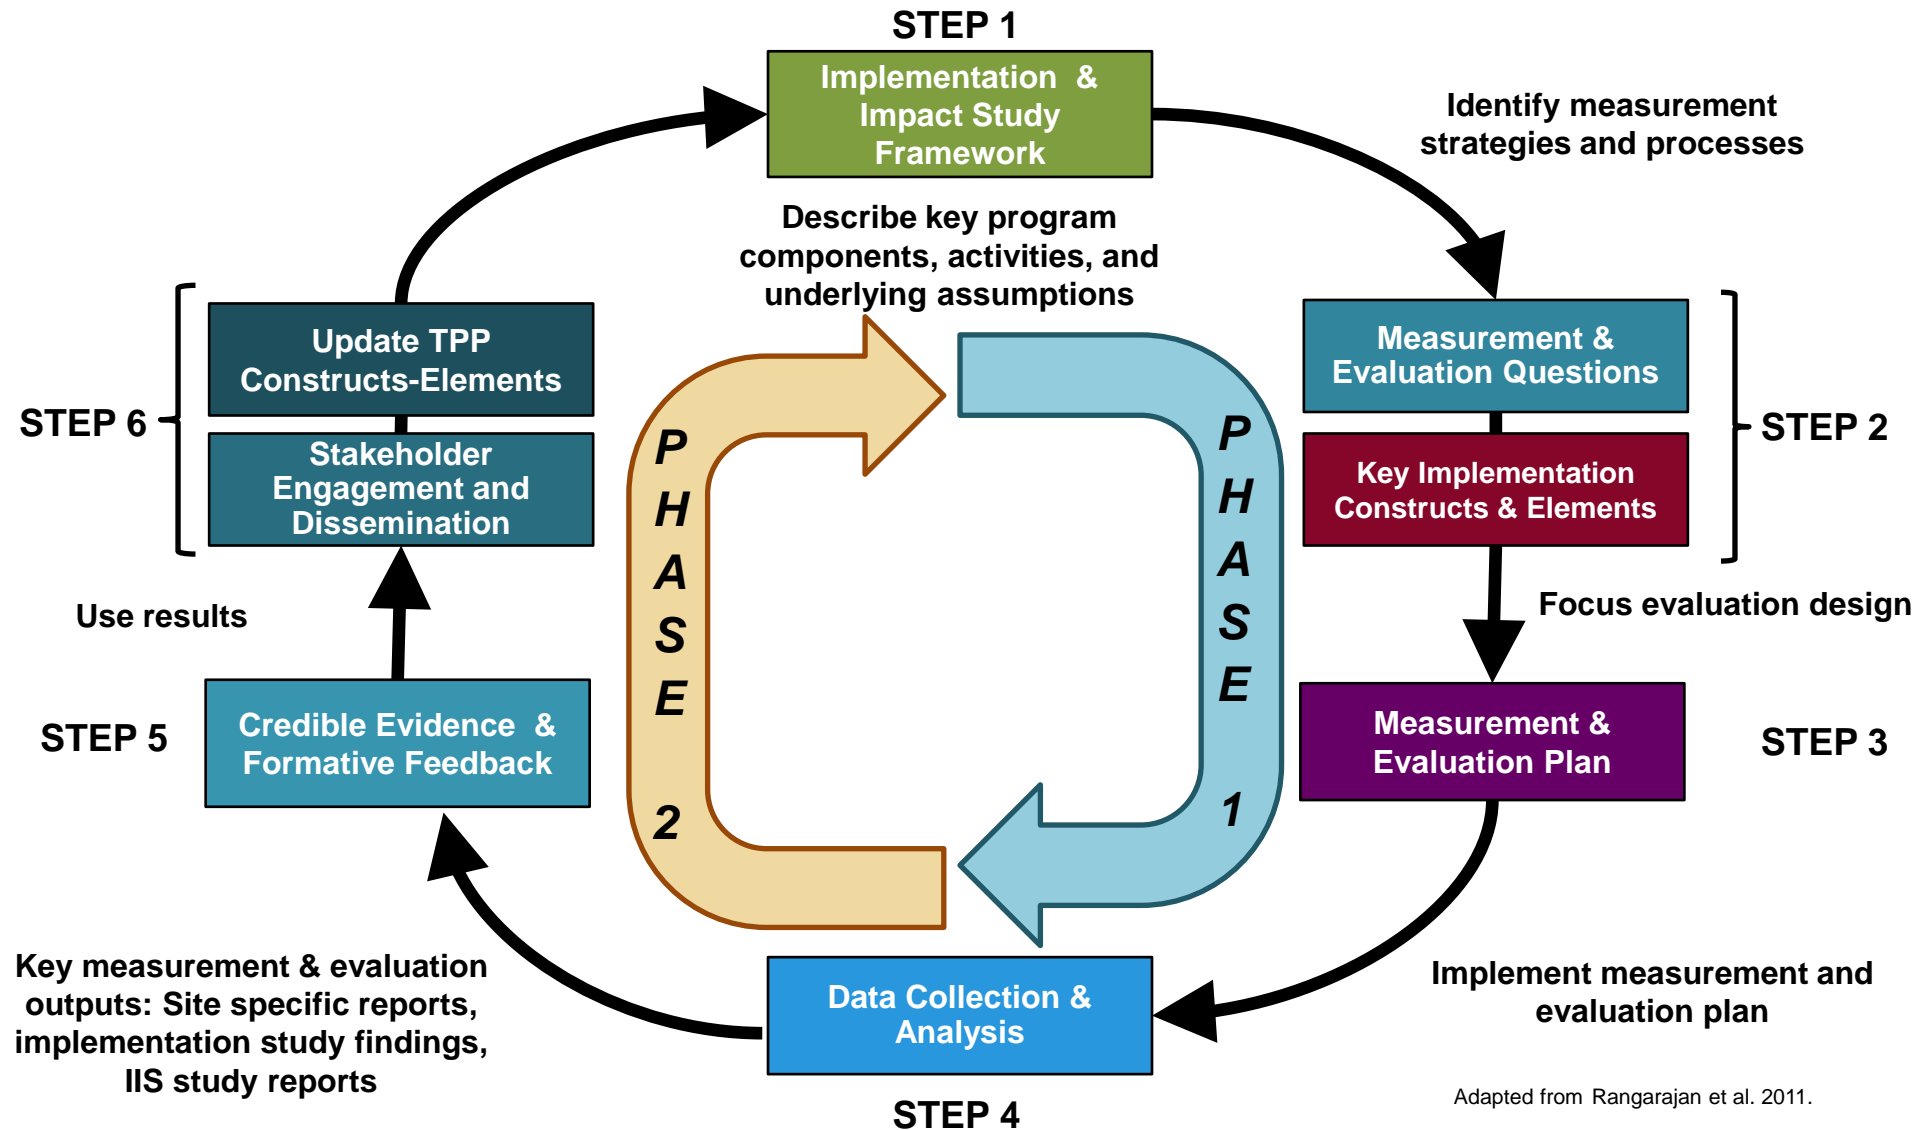 STEP 1
Implementation & 
Impact Study
Framework
Identify measurement
strategies and processes
Describe key program
components, activities, and
underlying assumptions
Measurement &
Evaluation Questions
Key Implementation
Constructs & Elements
STEP 2
Focus evaluation design
Measurement &
Evaluation Plan
STEP 3
Implement measurement and
evaluation plan
Data Collection &
Analysis
STEP 4
Key measurement & evaluation
outputs: Site specific reports,
implementation study findings,
IIS study reports
Credible Evidence &
Formative Feedback
STEP 5
Use results
Update TPP
Constructs-Elements
Stakeholder
Engagement and
Dissemination
STEP 6
PHASE 1
PHASE 2
Adapted from Rangarajan et al. 2011.